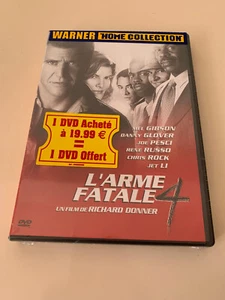 WARNER HOME COLLECTION
MEL GIBSON
DANNY GLOVER
JOE PESCI
RENE RUSSO
CHRIS ROCK
JET LI
1 DVD Acheté
à 19.99 €
=
1 DVD Offert
L'ARME
FATALE 4
UN FILM DE RICHARD DONNER
DVD